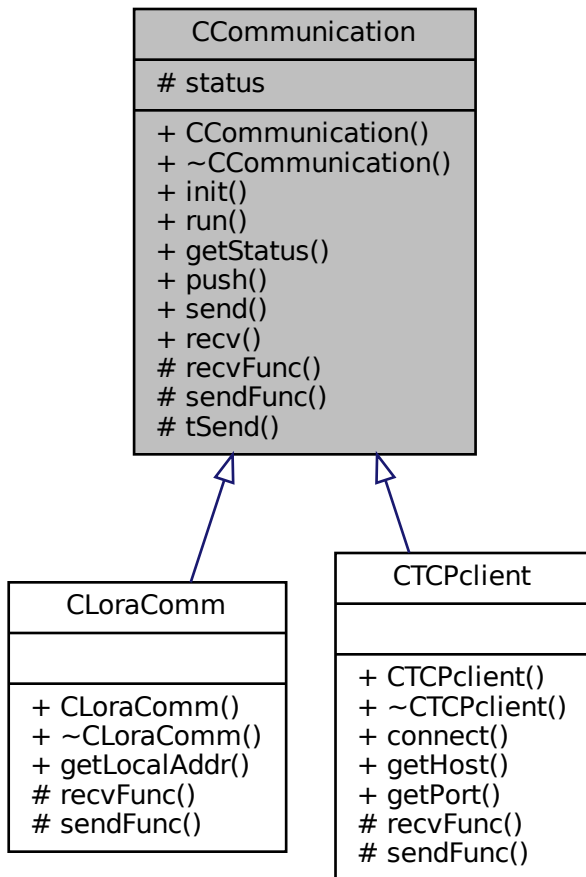 CCommunication
# status
+ CCommunication()
+ ~CCommunication()
+ init()
+ run()
+ getStatus()
+ push()
+ send()
+ recv()
# recvFunc()
# sendFunc()
# tSend()
CLoraComm
+ CLoraComm()
+ ~CLoraComm()
+ getLocalAddr()
# recvFunc()
# sendFunc()
CTCPclient
+ CTCPclient()
+ ~CTCPclient()
+ connect()
+ getHost()
+ getPort()
# recvFunc()
# sendFunc()